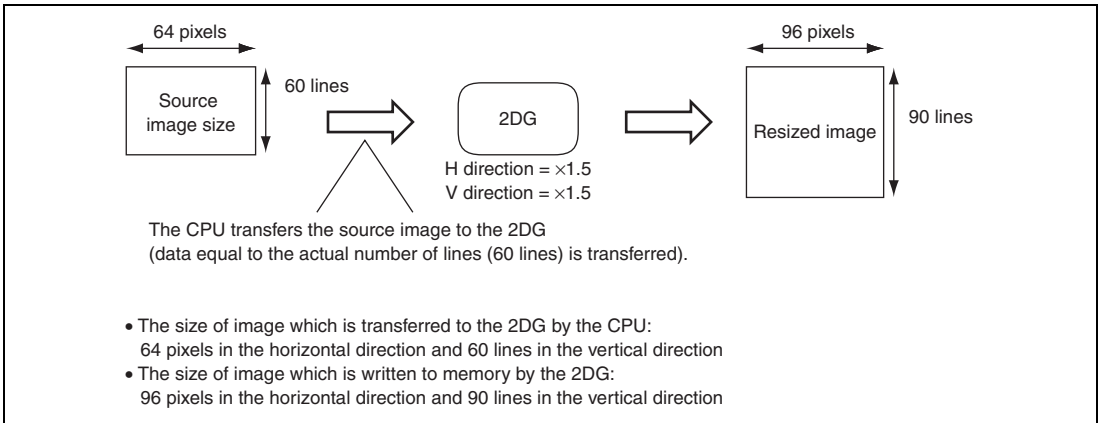 64 pixels
96 pixels
60 lines
Source
image size
2DG
Resized image
90 lines
H direction = ×1.5
V direction = ×1.5
The CPU transfers the source image to the 2DG
(data equal to the actual number of lines (60 lines) is transferred).
• The size of image which is transferred to the 2DG by the CPU:
64 pixels in the horizontal direction and 60 lines in the vertical direction
• The size of image which is written to memory by the 2DG:
96 pixels in the horizontal direction and 90 lines in the vertical direction